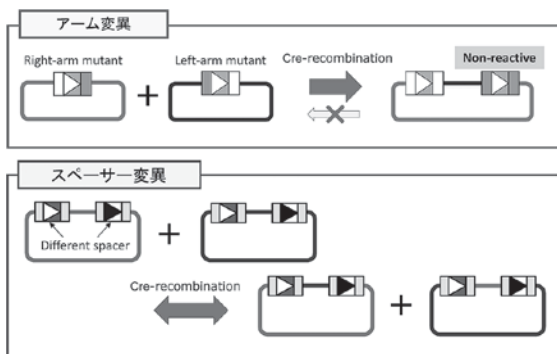 アーム変異
Right-arm mutant
Left-arm mutant
Cre-recombination
Non-reactive
スペーサー変異
Different spacer
Cre-recombination